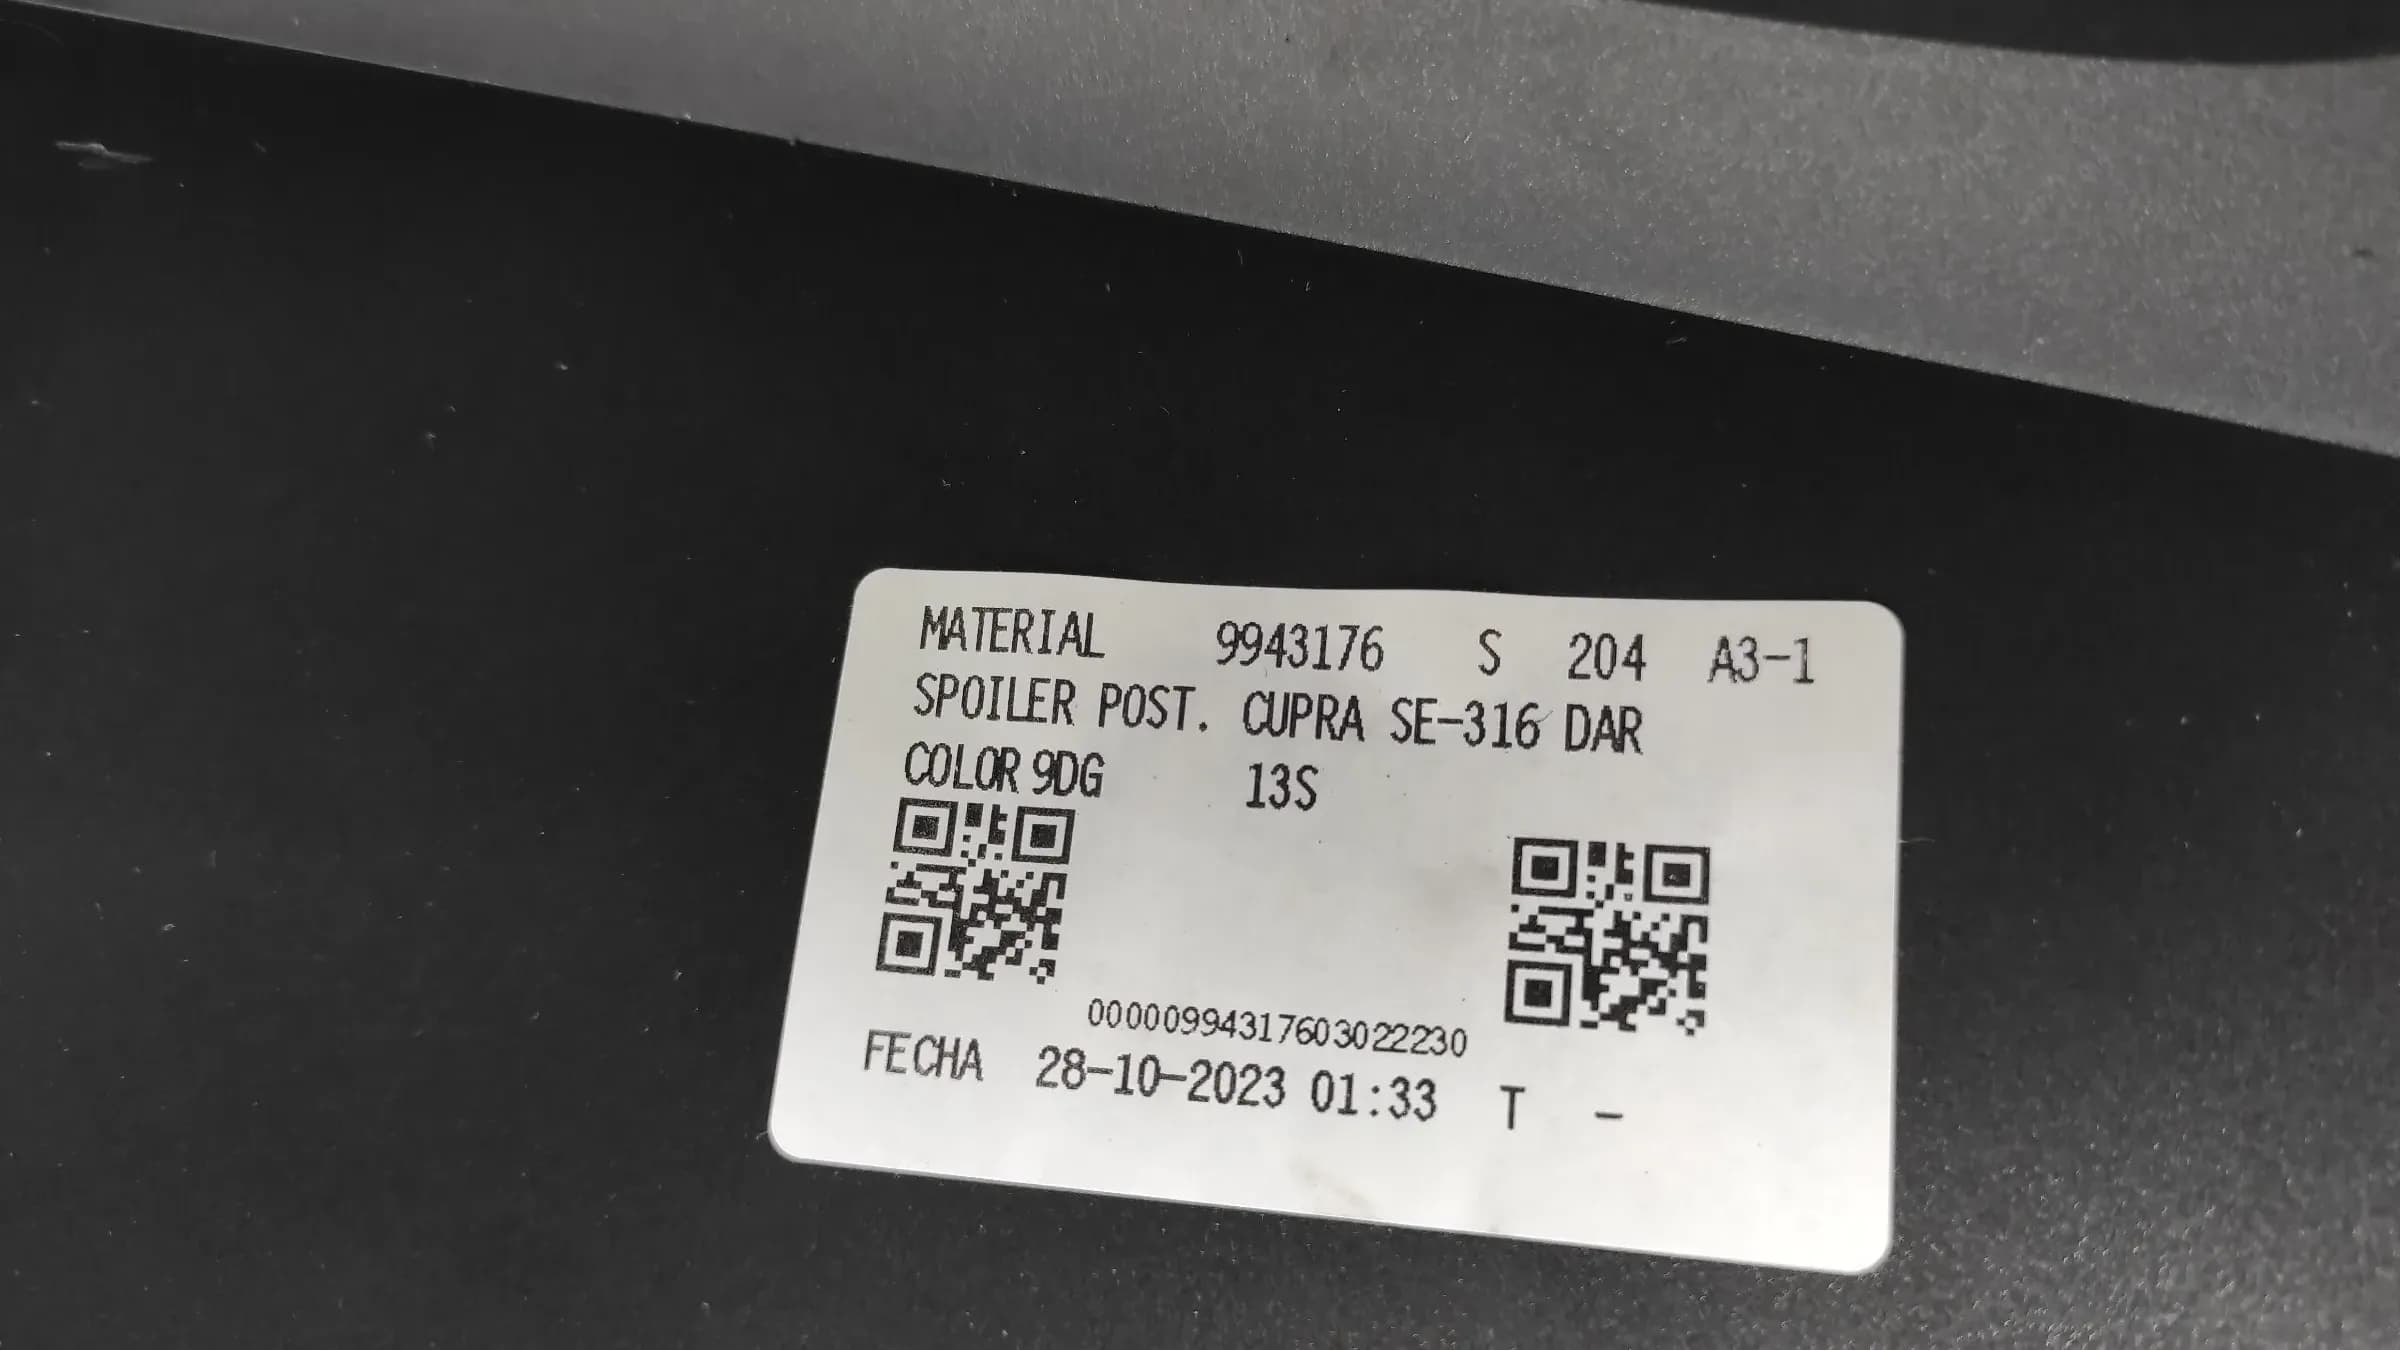 MATERIAL 9943176 S 204 A3-1
SPOILER POST. CUPRA SE-316 DAR
COLOR 9DG 13S
00000994317603022230
FECHA 28-10-2023 01:33 T -